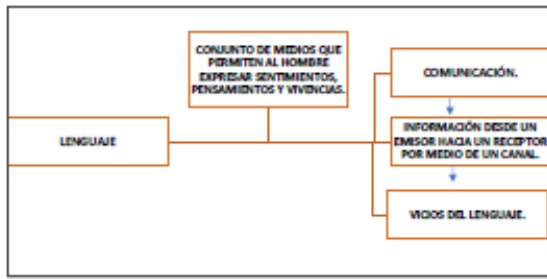 CONJUNTO DE MEDIOS QUE
PERMITEN AL HOMBRE
EXPRESAR SENTIMIENTOS,
PENSAMIENTOS Y VIVENCIAS.
LENGUAJE
COMUNICACIÓN.
INFORMACIÓN DESDE UN
EMISOR HACIA UN RECEPTOR
POR MEDIO DE UN CANAL.
VICIOS DEL LENGUAJE.